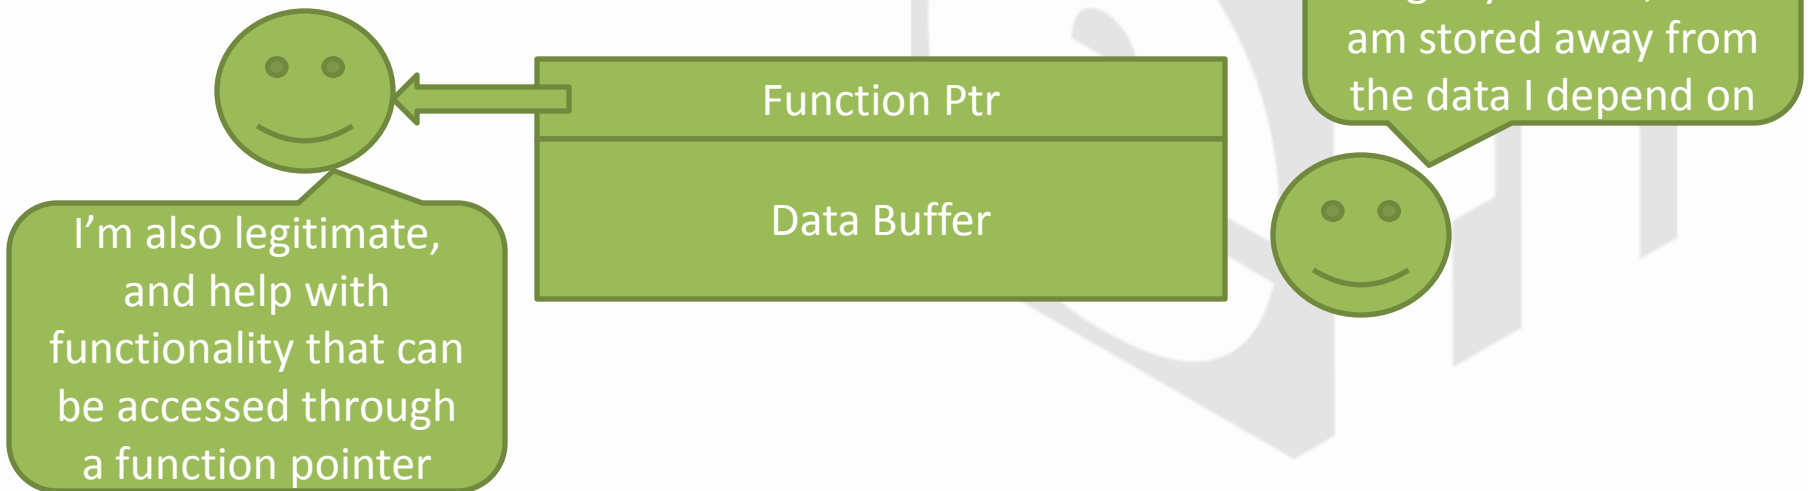 am stored away from
the data I depend on
Function Ptr
Data Buffer
I’m also legitimate,
and help with
functionality that can
be accessed through
a function pointer